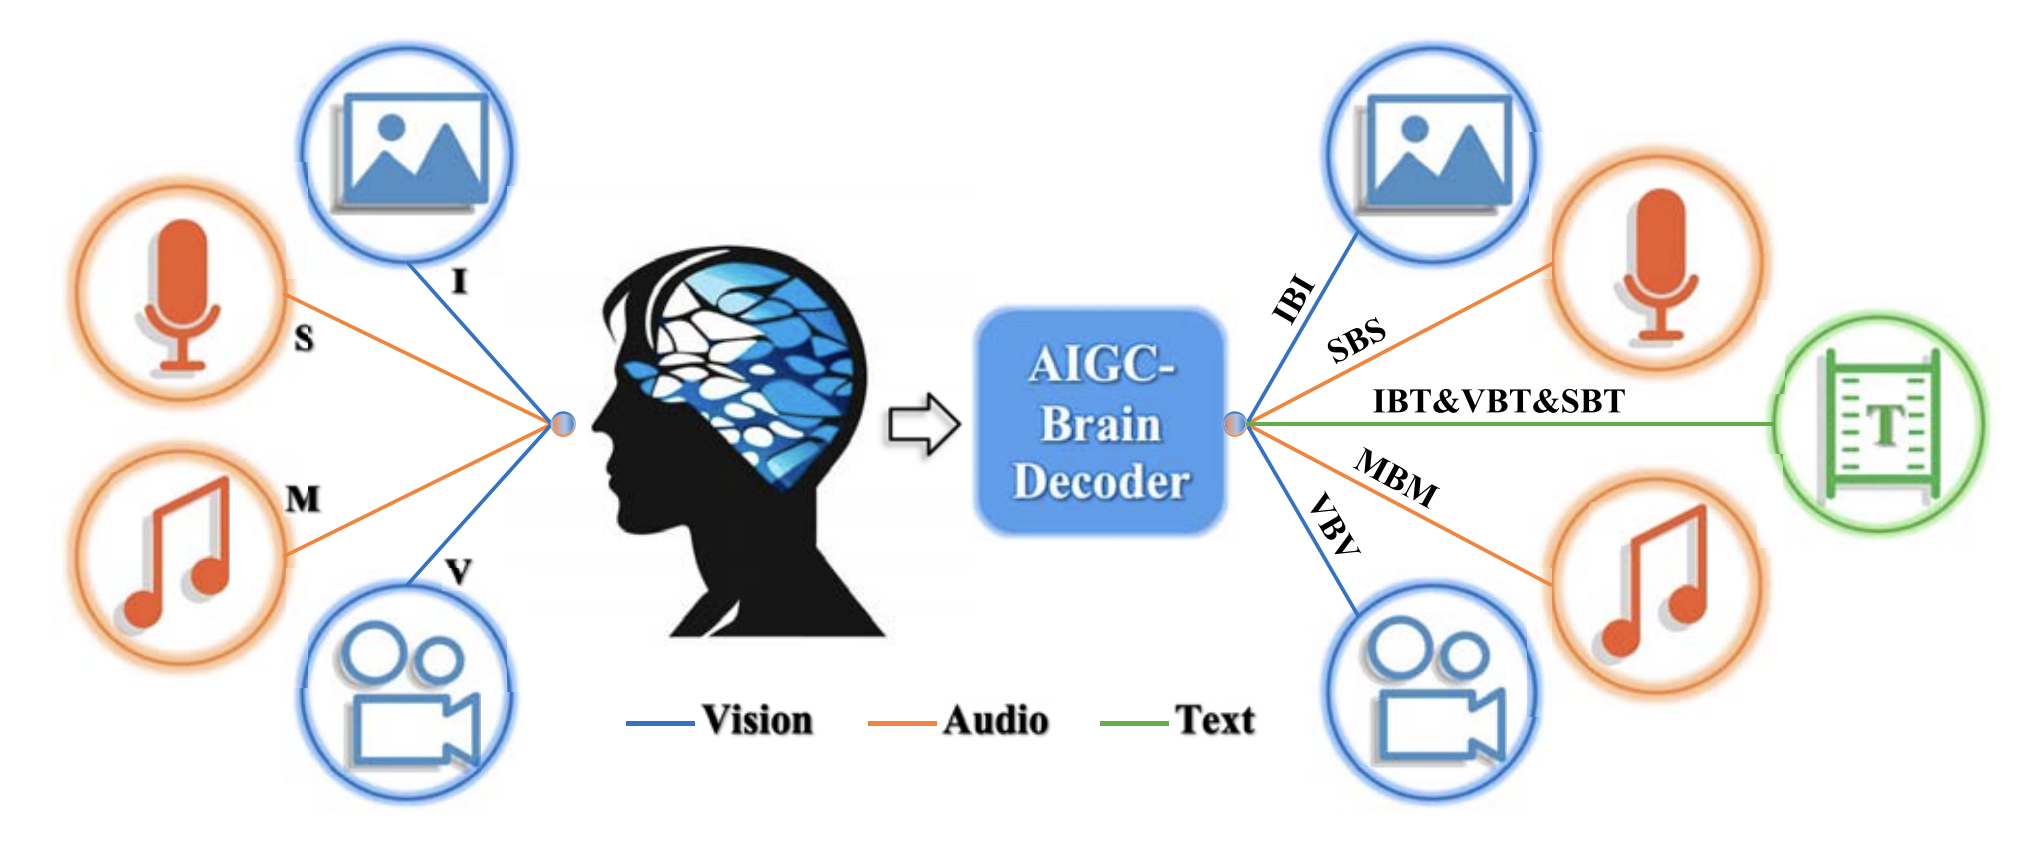 I
S
M
V
AIGC-
Brain
Decoder
IBI
SBS
IBT&VBT&SBT
T
MBM
VBV
Vision
Audio
Text